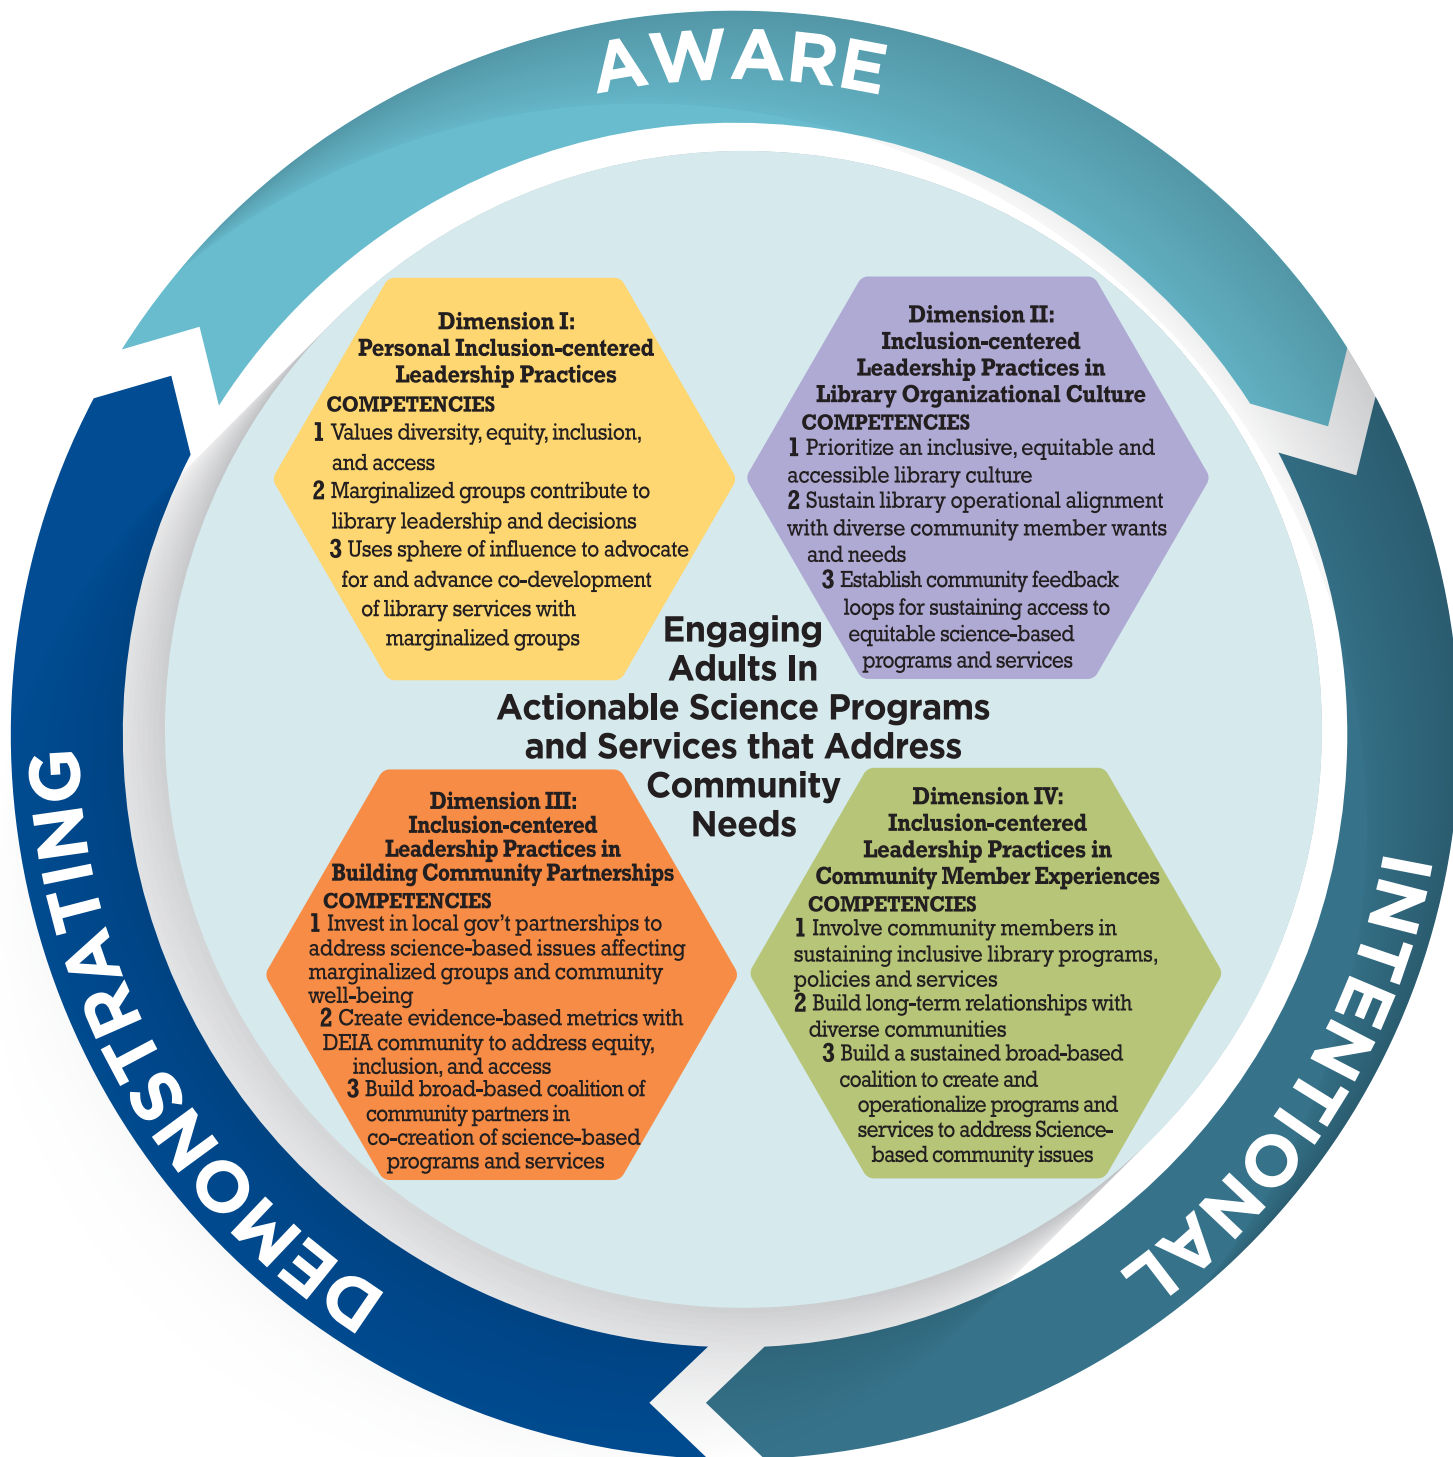 AWARE
Dimension I:
Personal Inclusion-centered
Leadership Practices
COMPETENCIES
1 Values diversity, equity, inclusion,
and access
2 Marginalized groups contribute to
library leadership and decisions
3 Uses sphere of influence to advocate
for and advance co-development
of library services with
marginalized groups
Dimension II:
Inclusion-centered
Leadership Practices in
Library Organizational Culture
COMPETENCIES
1 Prioritize an inclusive, equitable and
accessible library culture
2 Sustain library operational alignment
with diverse community member wants
and needs
3 Establish community feedback
loops for sustaining access to
equitable science-based
programs and services
Engaging
Adults In
Actionable Science Programs
and Services that Address
Community
Needs
Dimension III:
Inclusion-centered
Leadership Practices in
Building Community Partnerships
COMPETENCIES
1 Invest in local gov’t partnerships to
address science-based issues affecting
marginalized groups and community
well-being
2 Create evidence-based metrics with
DEIA community to address equity,
inclusion, and access
3 Build broad-based coalition of
community partners in
co-creation of science-based
programs and services
Dimension IV:
Inclusion-centered
Leadership Practices in
Community Member Experiences
COMPETENCIES
1 Involve community members in
sustaining inclusive library programs,
policies and services
2 Build long-term relationships with
diverse communities
3 Build a sustained broad-based
coalition to create and
operationalize programs and
services to address Science-
based community issues
INTENTIONAL
DEMONSTRATING